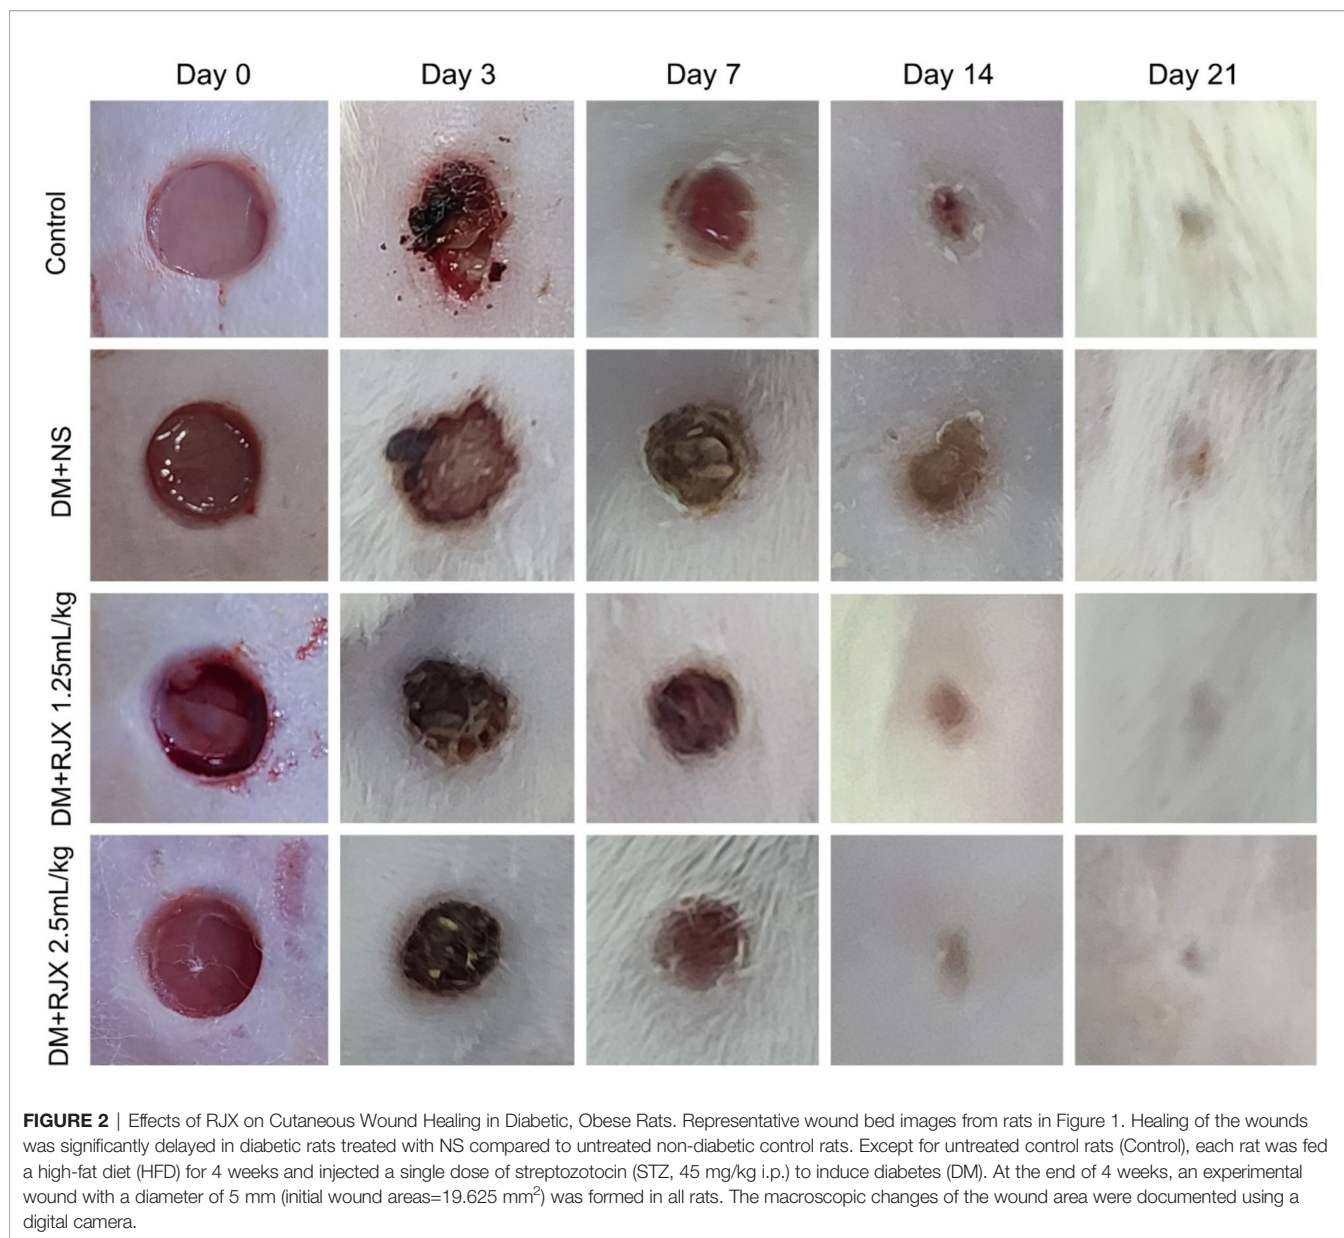 Day 0 Day 3 Day 7 Day 14 Day 21
Control
DM+NS
DM+RJX 1.25mL/kg
DM+RJX 2.5mL/kg
FIGURE 2 | Effects of RJX on Cutaneous Wound Healing in Diabetic, Obese Rats. Representative wound bed images from rats in Figure 1. Healing of the wounds
was significantly delayed in diabetic rats treated with NS compared to untreated non-diabetic control rats. Except for untreated control rats (Control), each rat was fed
a high-fat diet (HFD) for 4 weeks and injected a single dose of streptozotocin (STZ, 45 mg/kg i.p.) to induce diabetes (DM). At the end of 4 weeks, an experimental
wound with a diameter of 5 mm (initial wound areas=19.625 mm²) was formed in all rats. The macroscopic changes of the wound area were documented using a
digital camera.